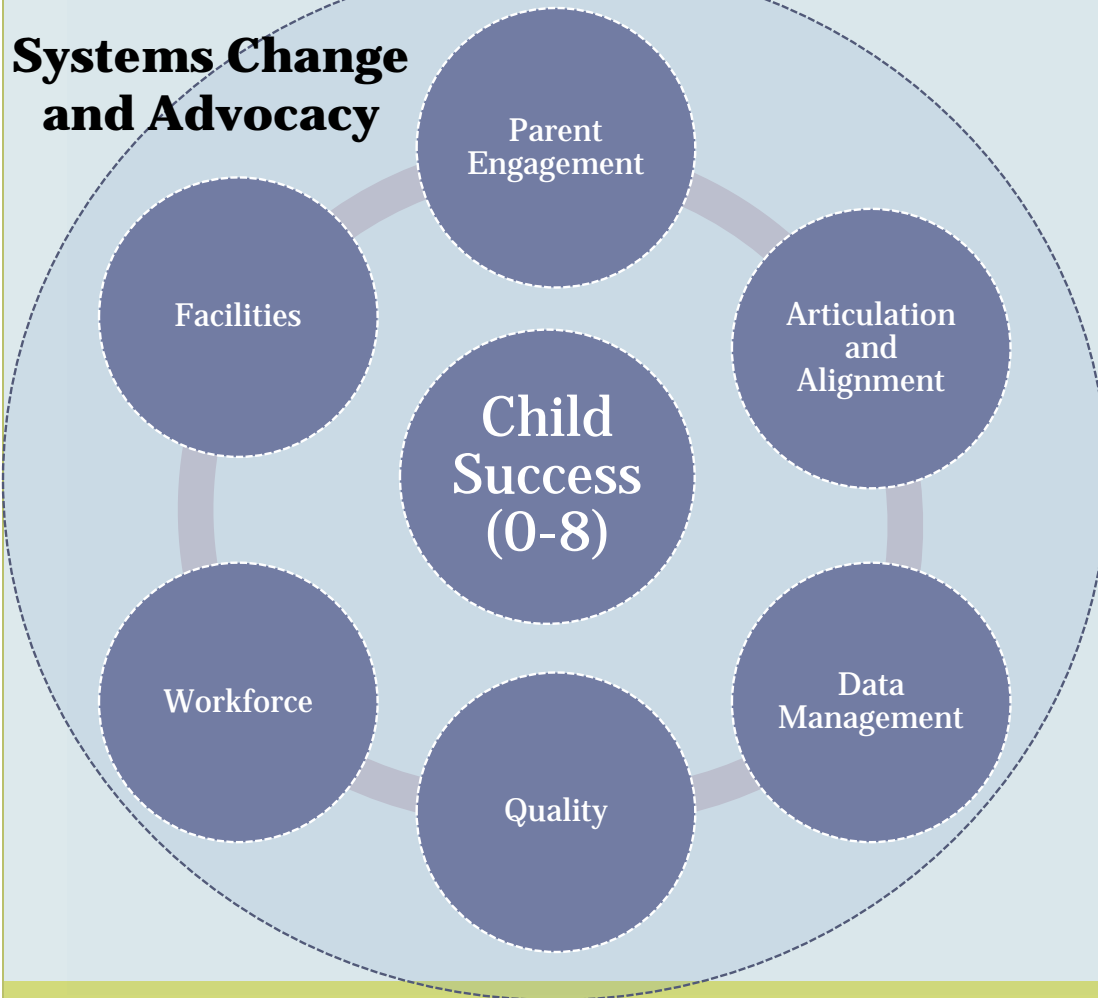 Systems Change
and Advocacy
Parent
Engagement
Facilities
Articulation
and
Alignment
Child
Success
(0-8)
Workforce
Data
Management
Quality